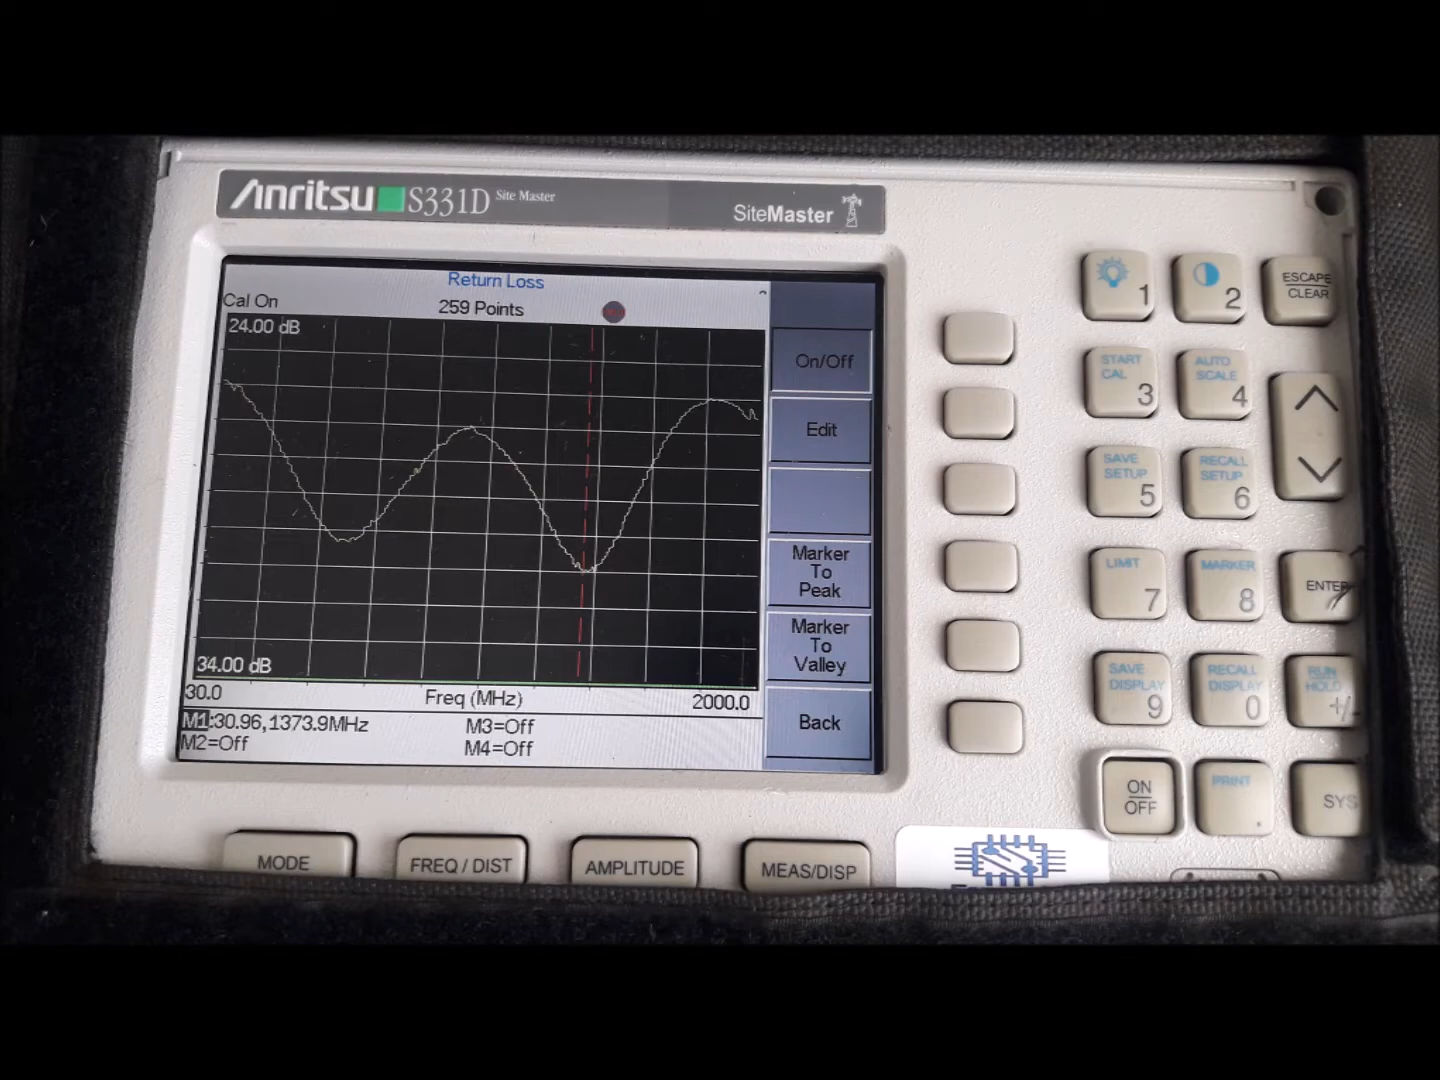 Anritsu S331D Site Master
SiteMaster
Return Loss
Cal On
259 Points
24.00 dB
34.00 dB
30.0
Freq (MHz)
2000.0
M1:30.96,1373.9MHz
M2=Off
M3=Off
M4=Off
On/Off
Edit
Marker
To
Peak
Marker
To
Valley
Back
1
2
ESCAPE
CLEAR
START
CAL
3
AUTO
SCALE
4
SAVE
SETUP
5
RECALL
SETUP
6
LIMIT
7
MARKER
8
ENTER
SAVE
DISPLAY
9
RECALL
DISPLAY
0
RUN
HOLD
+/-
ON
OFF
PRINT
.
SYS
MODE
FREQ / DIST
AMPLITUDE
MEAS/DISP